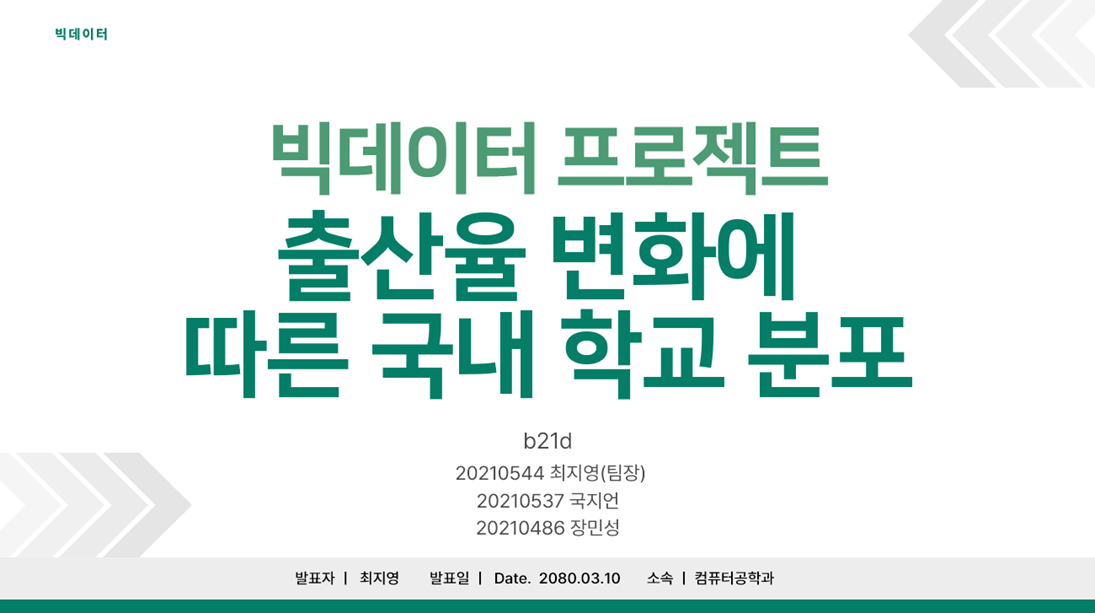 빅데이터
빅데이터 프로젝트
출산율 변화에
따른 국내 학교 분포
b21d
20210544 최지영(팀장)
20210537 국지언
20210486 장민성
발표자 | 최지영 발표일 | Date. 2080.03.10 소속 | 컴퓨터공학과